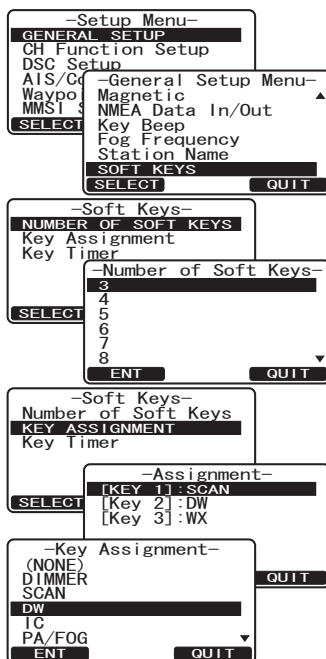 -Setup Menu-
GENERAL SETUP
CH Function Setup
DSC Setup
AIS/
Waypo
MMSI
SELECT
-General Setup Menu-
Magnetic
NMEA Data In/Out
Key Beep
Fog Frequency
Station Name
SOFT KEYS
SELECT QUIT
-Soft Keys-
NUMBER OF SOFT KEYS
Key Assignment
Key Timer
SELECT
-Number of Soft Keys-
3
4
5
6
7
8
ENT QUIT
-Soft Keys-
Number of Soft Keys
KEY ASSIGNMENT
Key Timer
SELECT
-Assignment-
[KEY 1]:SCAN
[Key 2]:DW
[Key 3]:WX
QUIT
-Key Assignment-
(NONE)
DIMMER
SCAN
DW
IC
PA/FOG
ENT QUIT